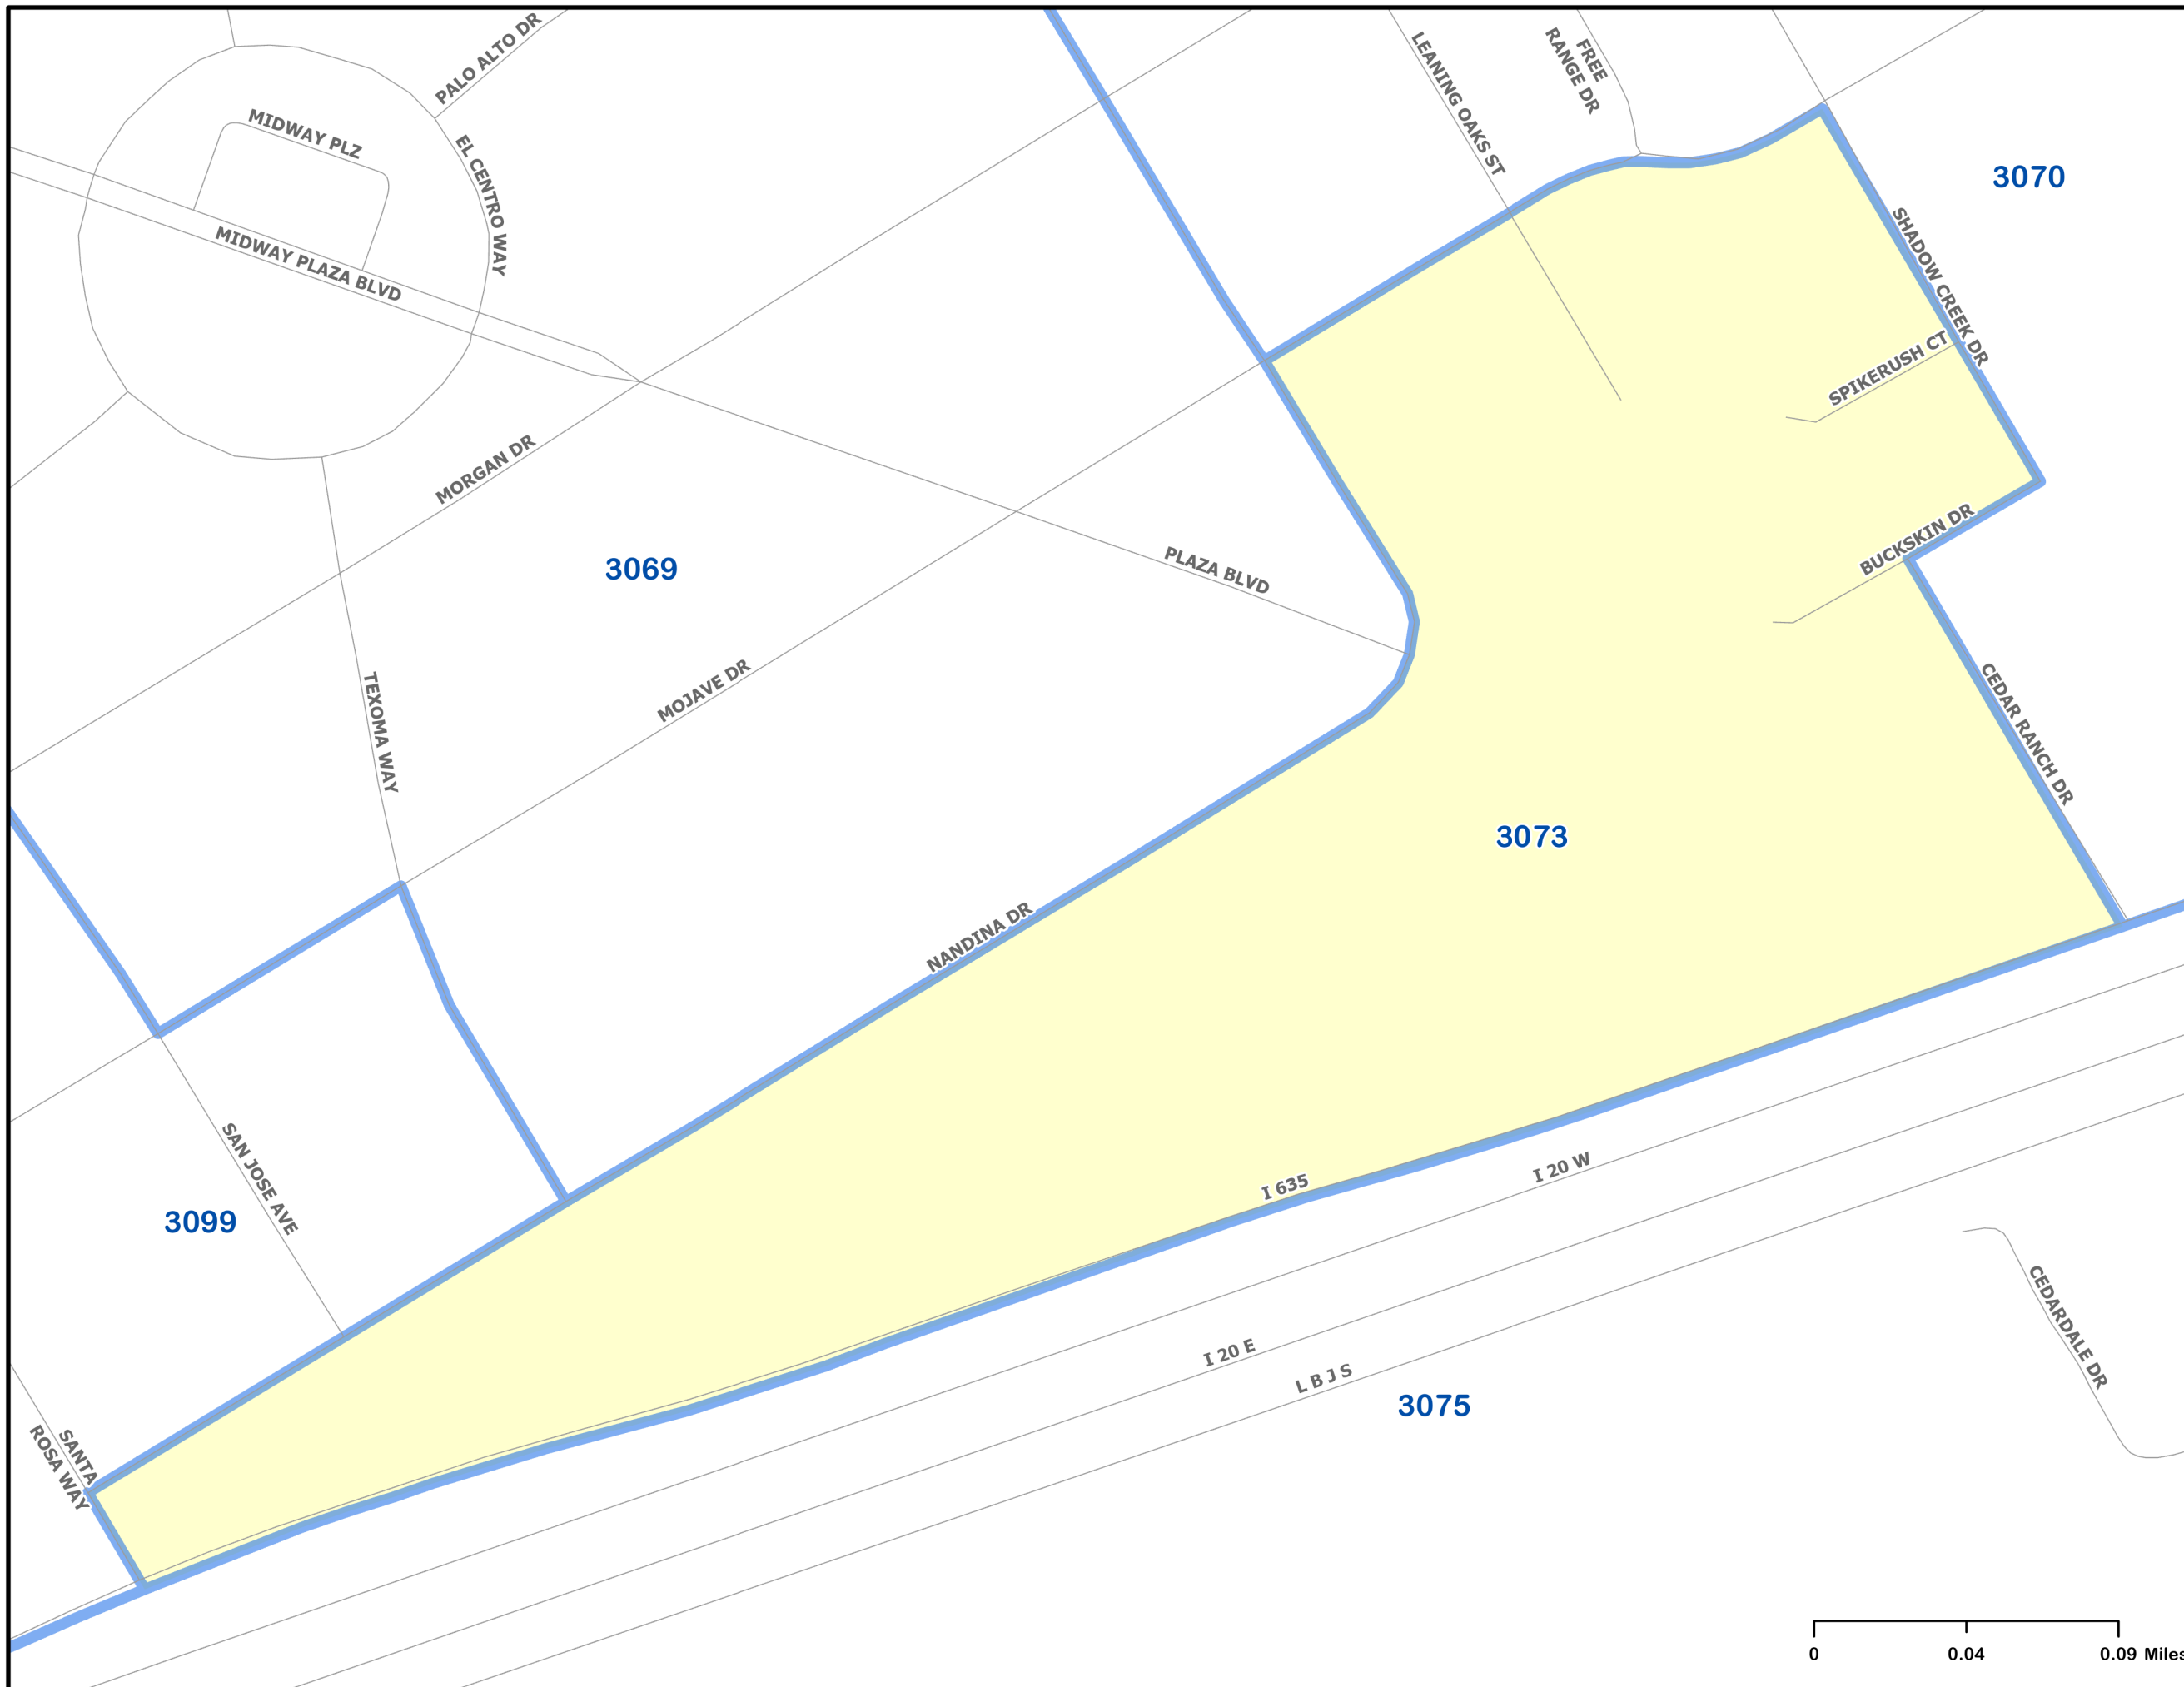 PALO ALTO DR
LEANING OAKS ST
FREE
RANGE DR
MIDWAY PLZ
EL CENTRO WAY
3070
MIDWAY PLAZA BLVD
SHADOW CREEK DR
SPIKERUSH CT
MORGAN DR
BUCKSKIN DR
3069
PLAZA BLVD
MOJAVE DR
TEXOMA WAY
CEDAR RANCH DR
3073
NANDINA DR
SAN JOSE AVE
3099
I 635
I 20 W
CEDARDALE DR
I 20 E
L B J S
3075
SANTA
ROSA WAY
0 0.04 0.09 Miles